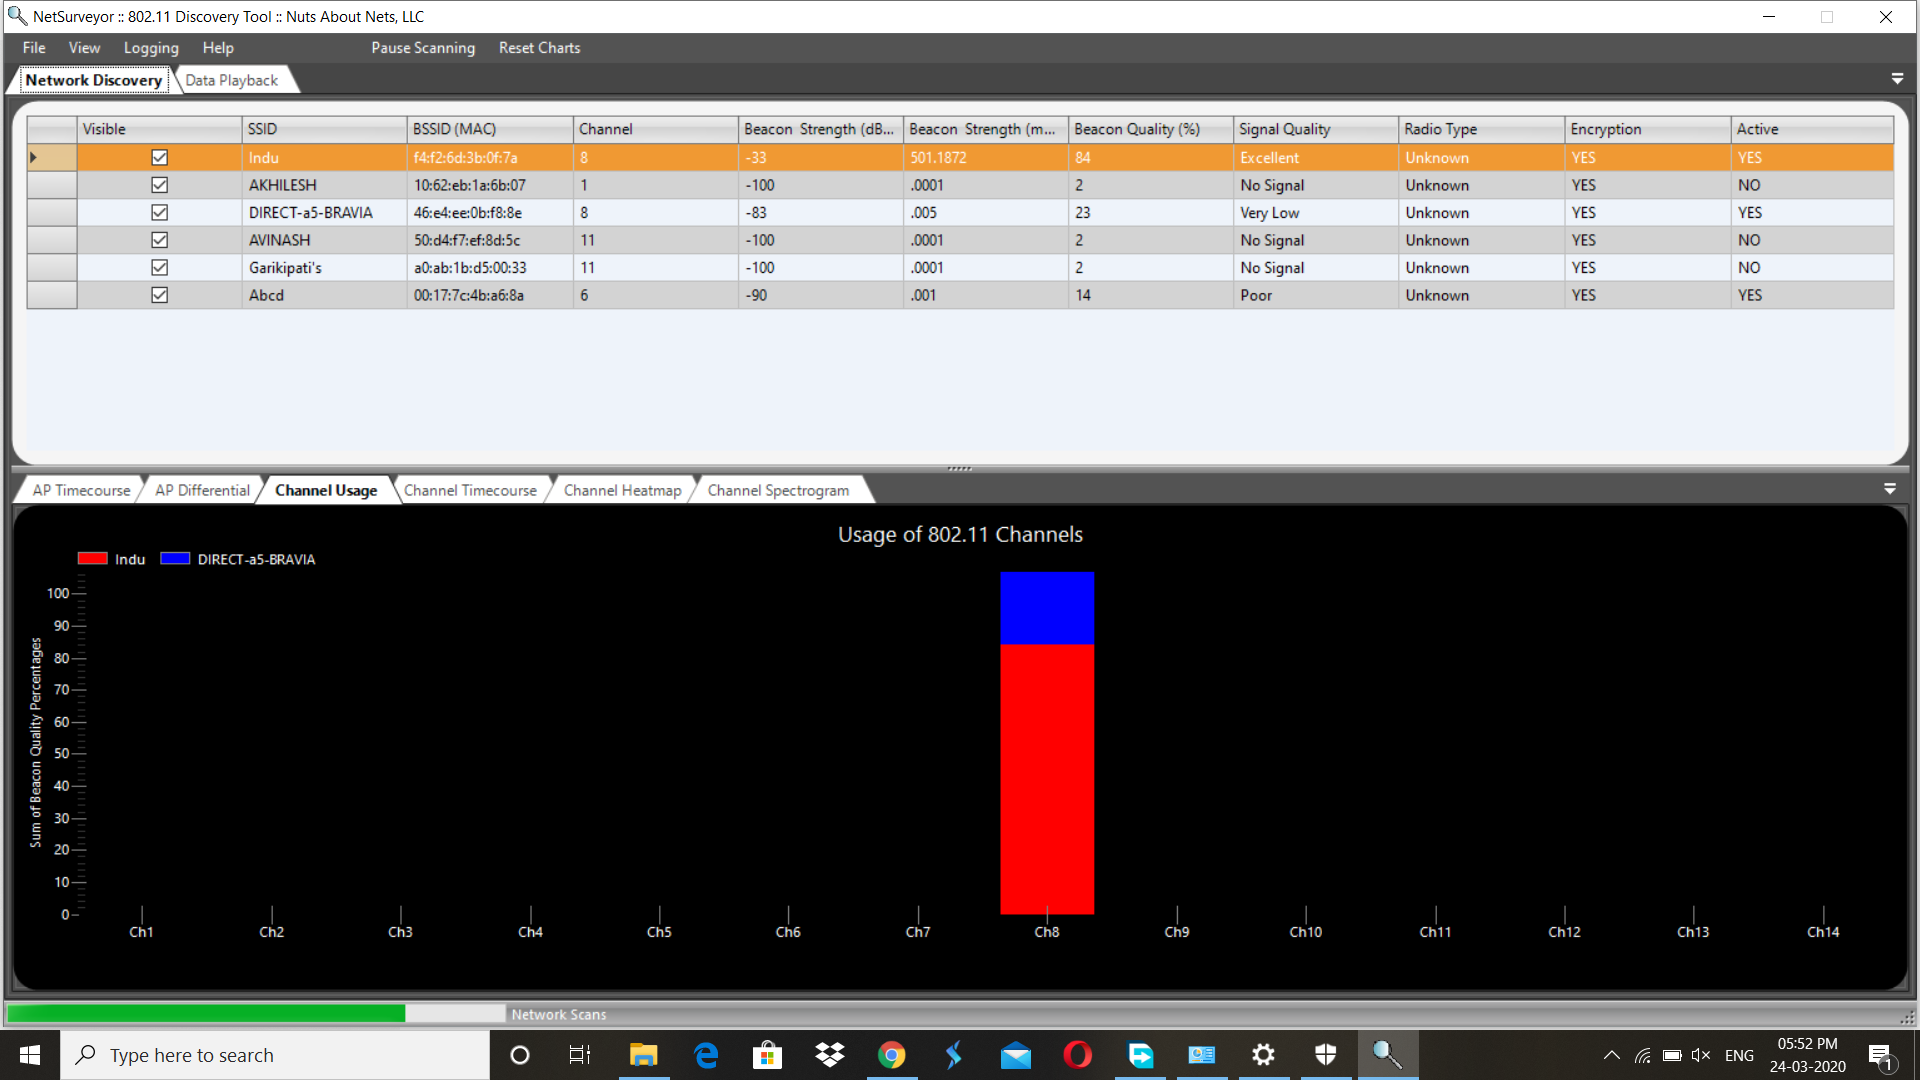 NetSurveyor :: 802.11 Discovery Tool :: Nuts About Nets, LLC
File View Logging Help Pause Scanning Reset Charts
Network Discovery Data Playback
Visible SSID BSSID (MAC) Channel Beacon Strength (dB... Beacon Strength (m... Beacon Quality (%) Signal Quality Radio Type Encryption Active
Indu f4:f2:6d:3b:0f:7a 8 -33 501.1872 84 Excellent Unknown YES YES
AKHILESH 10:62:eb:1a:6b:07 1 -100 .0001 2 No Signal Unknown YES NO
DIRECT-a5-BRAVIA 46:e4:ee:0b:f8:8e 8 -83 .005 23 Very Low Unknown YES YES
AVINASH 50:d4:f7:ef:8d:5c 11 -100 .0001 2 No Signal Unknown YES NO
Garikipati's a0:ab:1b:d5:00:33 11 -100 .0001 2 No Signal Unknown YES NO
Abcd 00:17:7c:4b:a6:8a 6 -90 .001 14 Poor Unknown YES YES
AP Timecourse AP Differential Channel Usage Channel Timecourse Channel Heatmap Channel Spectrogram
Usage of 802.11 Channels
Indu DIRECT-a5-BRAVIA
Sum of Beacon Quality Percentages
100
90
80
70
60
50
40
30
20
10
0
Ch1 Ch2 Ch3 Ch4 Ch5 Ch6 Ch7 Ch8 Ch9 Ch10 Ch11 Ch12 Ch13 Ch14
Network Scans
Type here to search
ENG
05:52 PM
24-03-2020
1